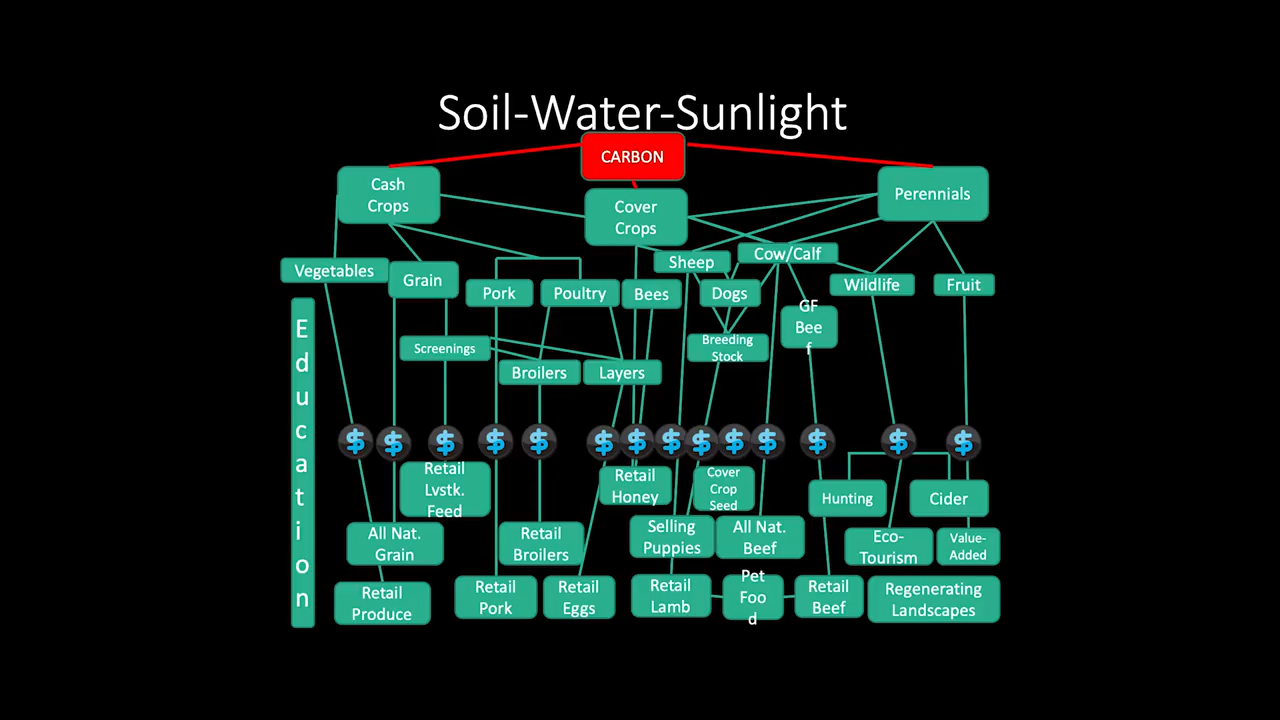 Soil-Water-Sunlight
CARBON
Cash
Crops
Cover
Crops
Perennials
Vegetables
Grain
Sheep
Cow/Calf
Pork
Poultry
Bees
Dogs
Wildlife
Fruit
GF
Bee
f
Screenings
Breeding
Stock
Broilers
Layers
E
d
u
c
a
t
i
o
n
$
$
$
$
$
$
$
$
$
$
$
$
$
$
Retail
Lvstk.
Feed
Retail
Honey
Cover
Crop
Seed
Hunting
Cider
All Nat.
Grain
Retail
Broilers
Selling
Puppies
All Nat.
Beef
Eco-
Tourism
Value-
Added
Retail
Produce
Retail
Pork
Retail
Eggs
Retail
Lamb
Pet
Foo
d
Retail
Beef
Regenerating
Landscapes